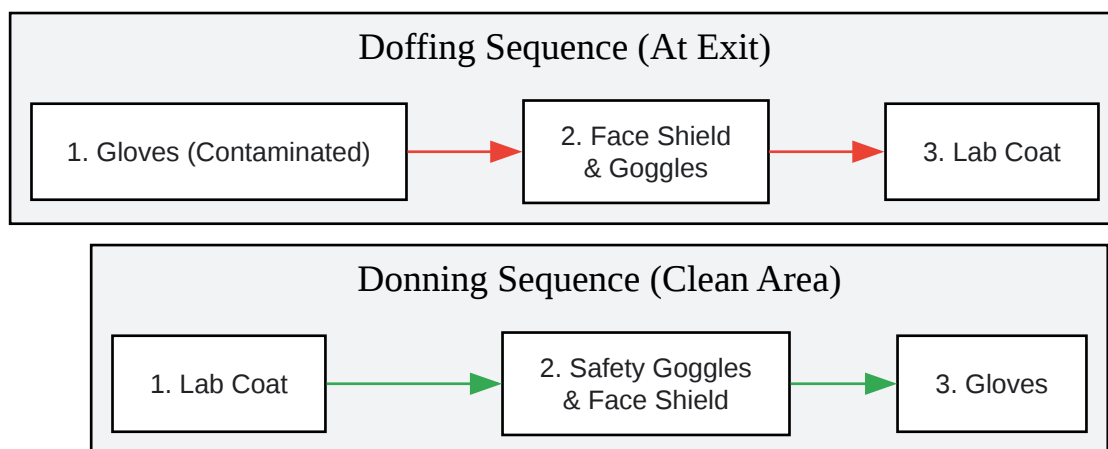 Doffing Sequence (At Exit)
1. Gloves (Contaminated)
2. Face Shield
& Goggles
3. Lab Coat
Donning Sequence (Clean Area)
1. Lab Coat
2. Safety Goggles
& Face Shield
3. Gloves